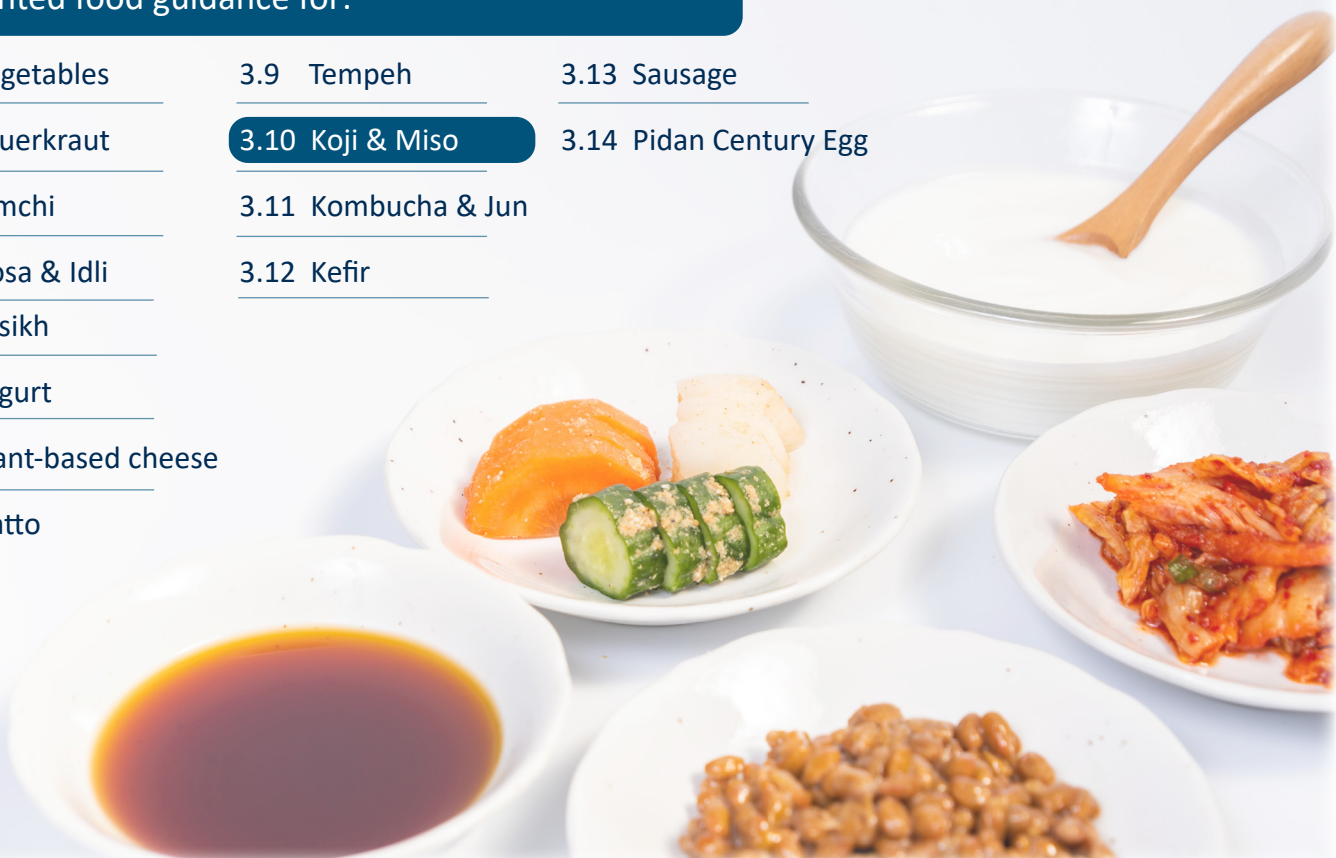 nted food guidance for:
getables
uerkraut
mchi
osa & Idli
sikh
gurt
ant-based cheese
atto
3.9 Tempeh
3.10 Koji & Miso
3.11 Kombucha & Jun
3.12 Kefir
3.13 Sausage
3.14 Pidan Century Egg